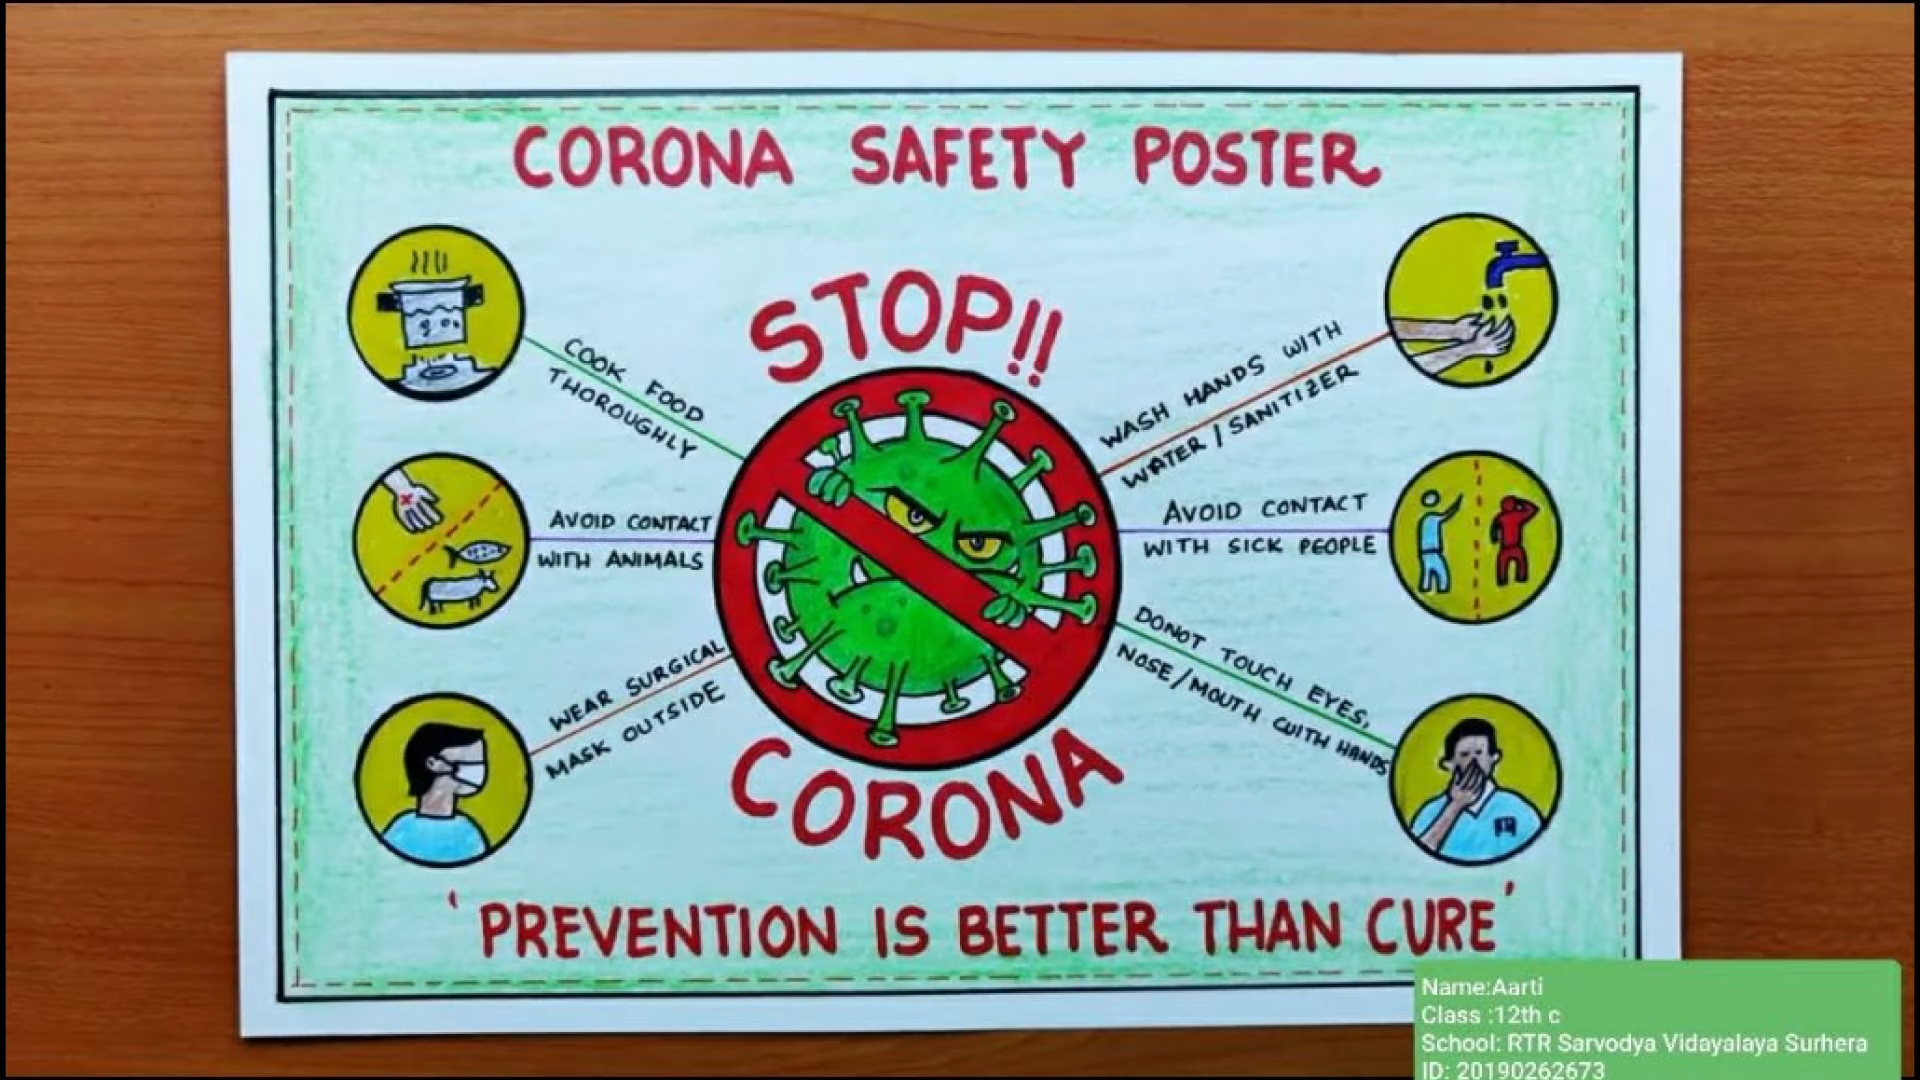 CORONA SAFETY POSTER
STOP!!
COOK FOOD
THOROUGHLY
AVOID CONTACT
WITH ANIMALS
WEAR SURGICAL
MASK OUTSIDE
WASH HANDS WITH
WATER / SANITIZER
AVOID CONTACT
WITH SICK PEOPLE
DONOT TOUCH EYES,
NOSE/MOUTH WITH HANDS
CORONA
'PREVENTION IS BETTER THAN CURE'
Name:Aarti
Class :12th c
School: RTR Sarvodya Vidayalaya Surhera
ID: 20190262673